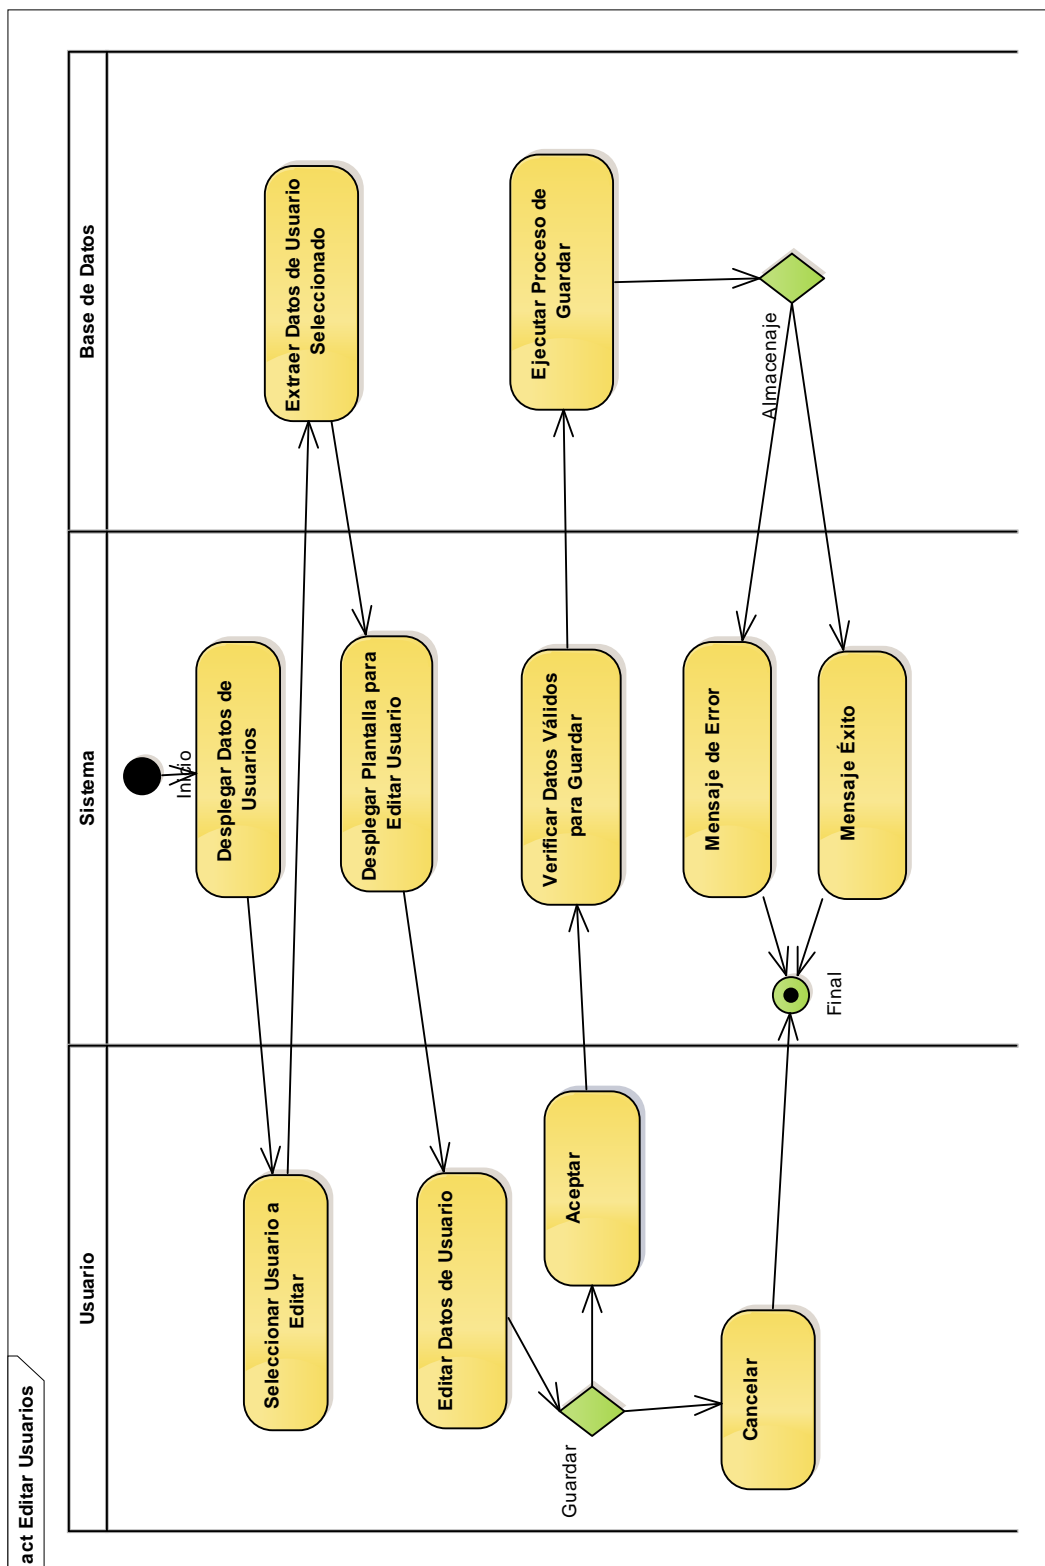 act Editar Usuarios
Usuario
Sistema
Base de Datos
Inicio
Desplegar Datos de
Usuarios
Seleccionar Usuario a
Editar
Extraer Datos de Usuario
Seleccionado
Desplegar Plantalla para
Editar Usuario
Editar Datos de Usuario
Guardar
Aceptar
Cancelar
Verificar Datos Válidos
para Guardar
Ejecutar Proceso de
Guardar
Almacenaje
Mensaje de Error
Mensaje Éxito
Final